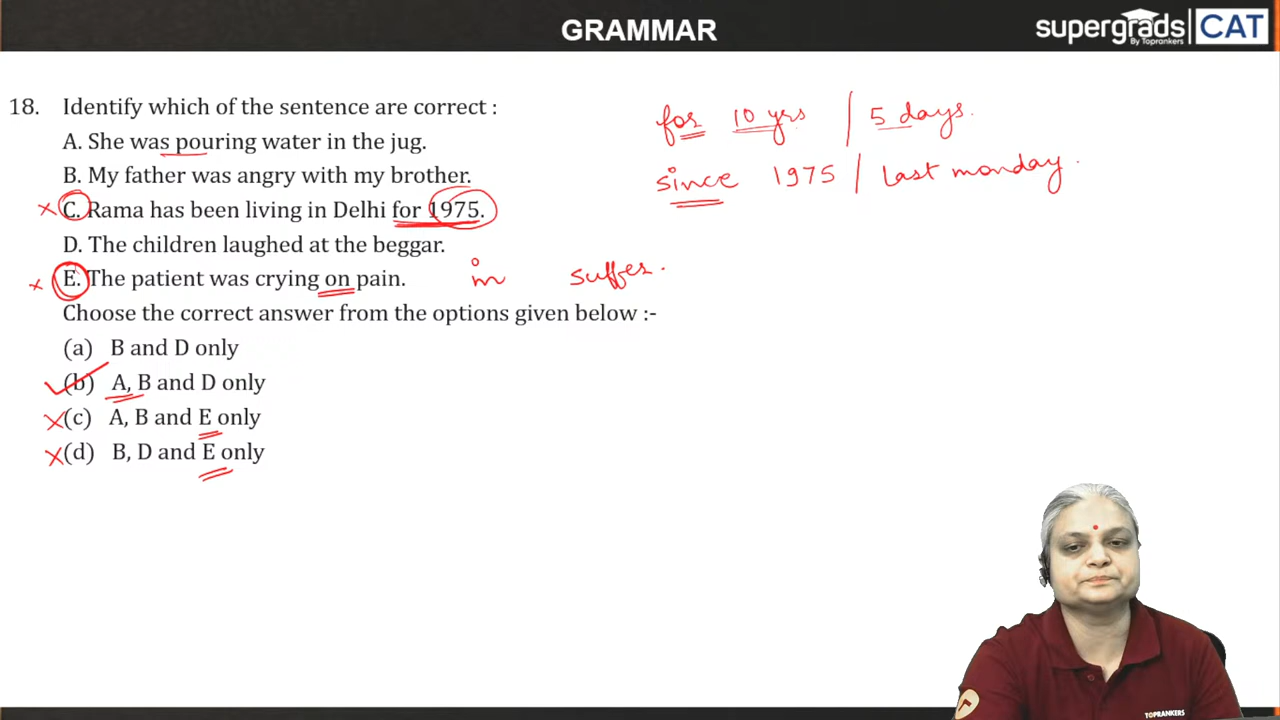 GRAMMAR
supergrads CAT
By Toprankers
18. Identify which of the sentence are correct :
A. She was pouring water in the jug.
B. My father was angry with my brother.
C. Rama has been living in Delhi for 1975.
D. The children laughed at the beggar.
E. The patient was crying on pain. in suffer.
Choose the correct answer from the options given below :-
(a) B and D only
(b) A, B and D only
(c) A, B and E only
(d) B, D and E only
for 10 yrs / 5 days.
since 1975 / last monday.
TOPRANKERS